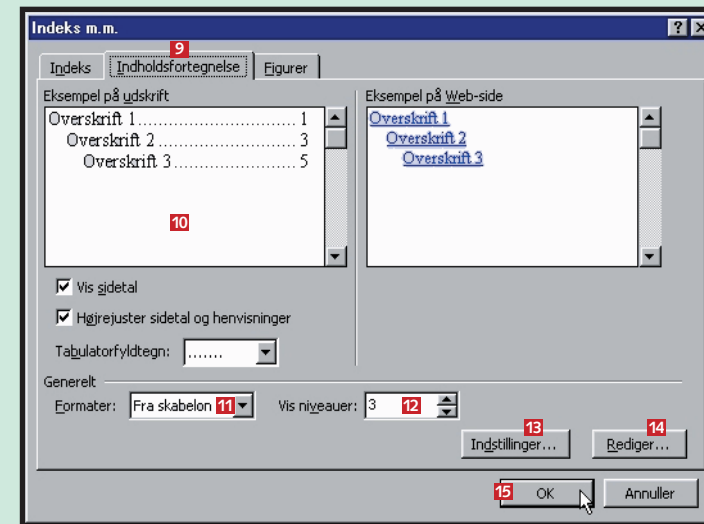 Indeks m.m.
9
Indeks Indholdsfortegnelse Figurer
Eksempel på udskrift
Overskrift 1............................ 1
Overskrift 2......................... 3
Overskrift 3..................... 5
10
Eksempel på Web-side
Overskrift 1
Overskrift 2
Overskrift 3
Vis sidetal
Højrejuster sidetal og henvisninger
Tabulatorfyldtegn: .......
Generelt
Formater: Fra skabelon 11 Vis niveauer: 3 12
13 14
Indstillinger... Rediger...
15 OK Annuller